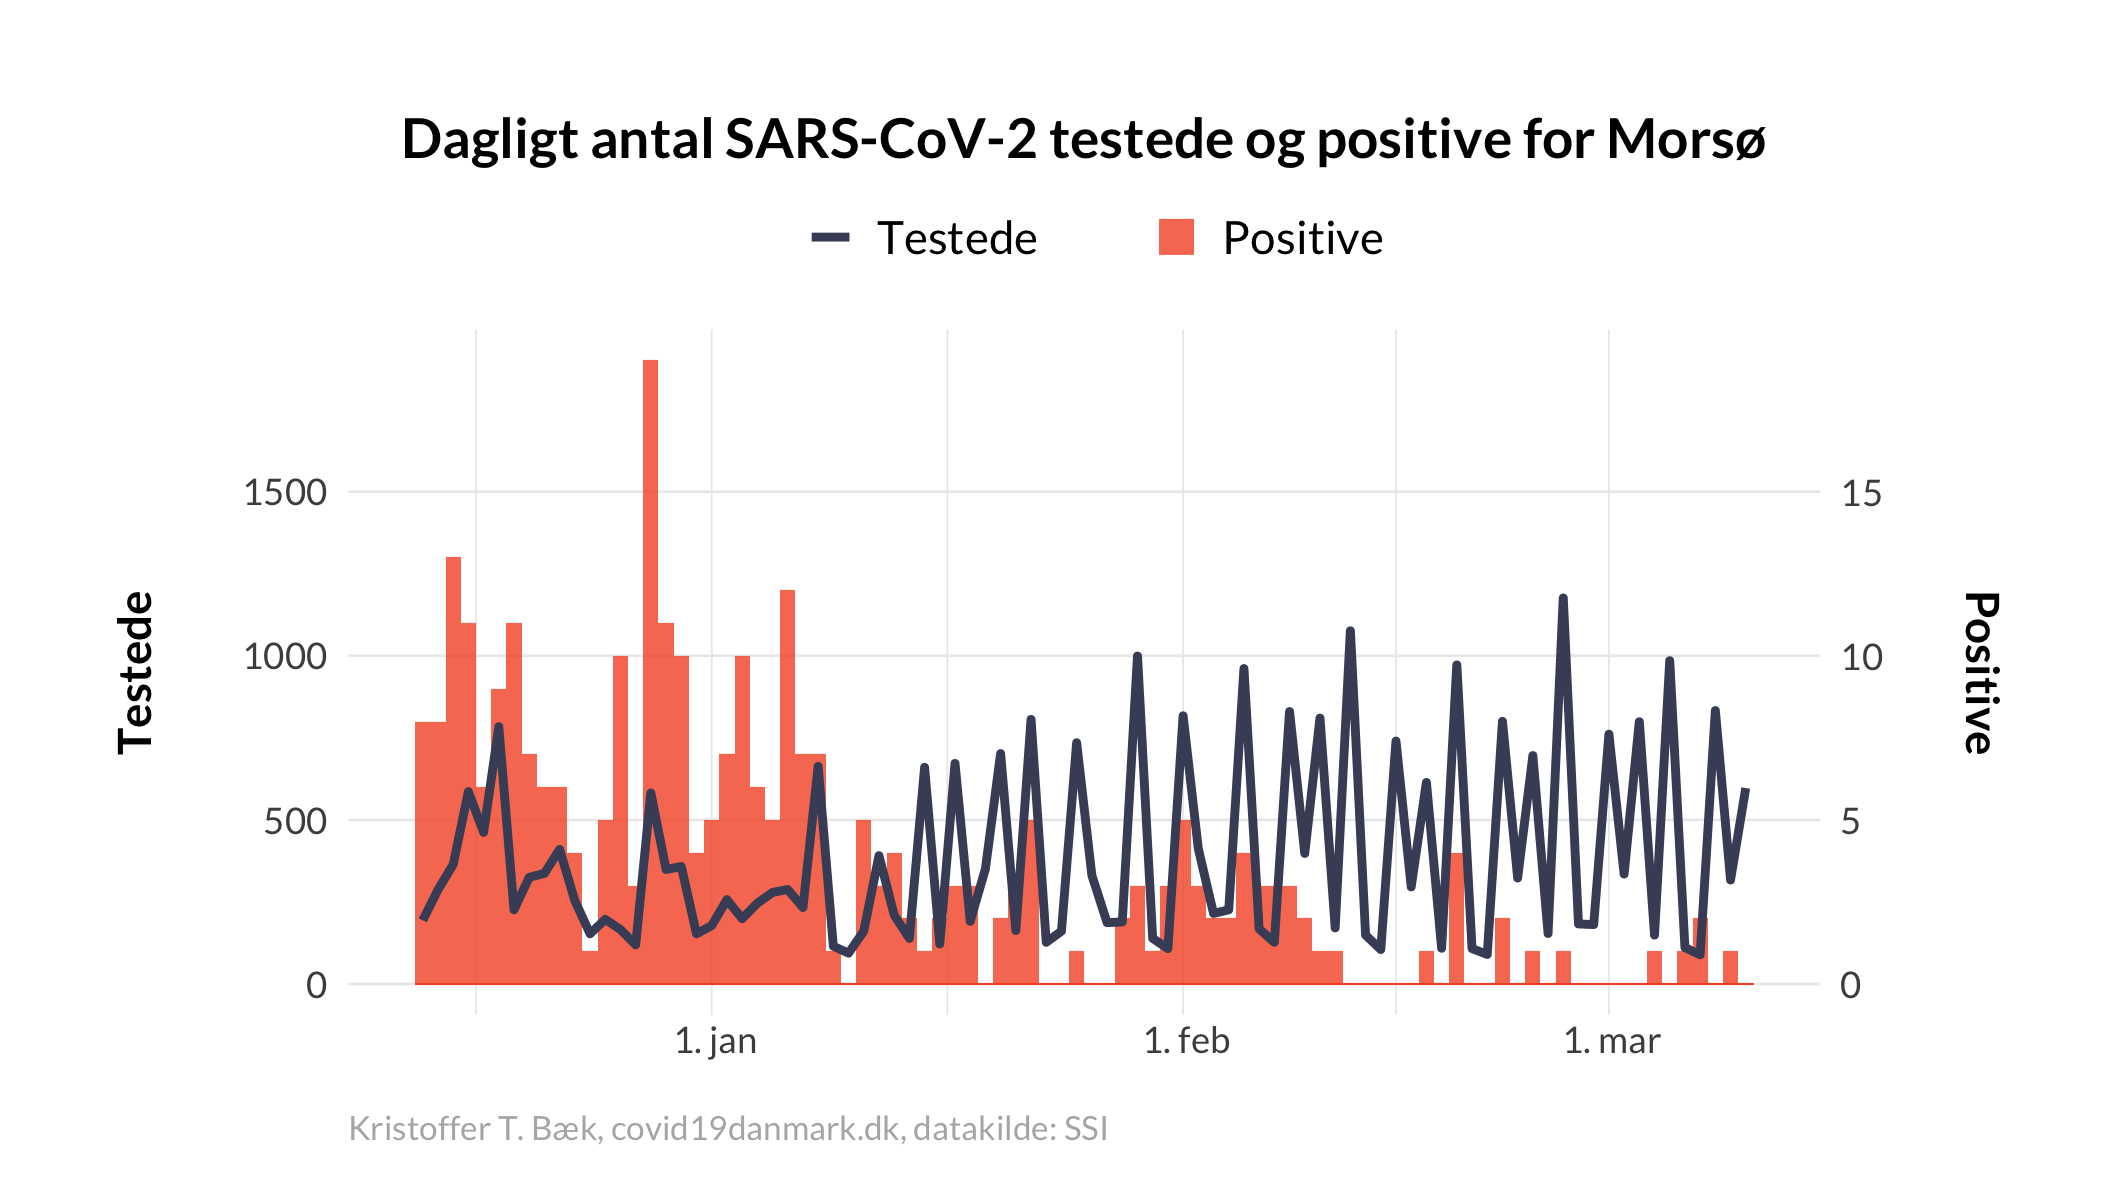 Dagligt antal SARS-CoV-2 testede og positive for Morsø
Testede Positive
1500 15
1000 10
500 5
0 0
Testede
Positive
1. jan 1. feb 1. mar
Kristoffer T. Bæk, covid19danmark.dk, datakilde: SSI